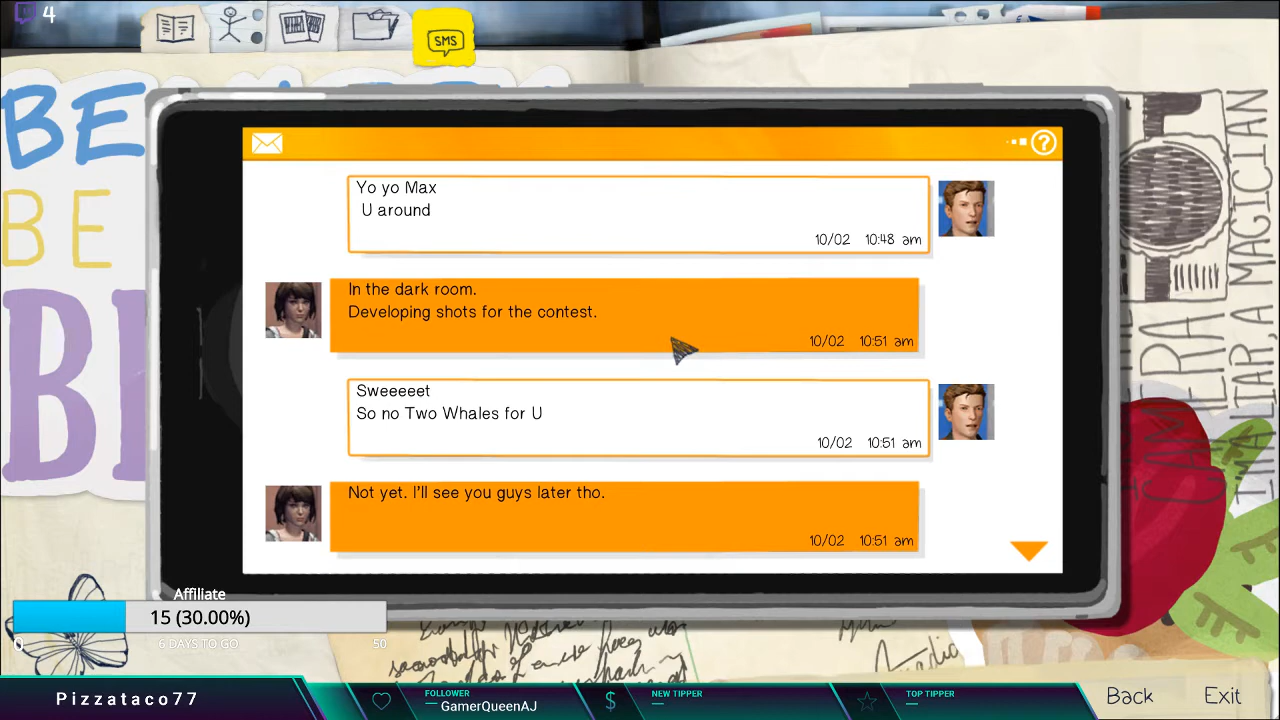 4
SMS
BE
BE
Yo yo Max
U around
10/02 10:48 am
In the dark room.
Developing shots for the contest.
10/02 10:51 am
Sweeeeet
So no Two Whales for U
10/02 10:51 am
Not yet. I'll see you guys later tho.
10/02 10:51 am
CAMERA
I'M A LIAR, A MAGICIAN
Affiliate
15 (30.00%)
0
6 DAYS TO GO
50
Pizzataco77
FOLLOWER
GamerQueenAJ
NEW TIPPER
TOP TIPPER
Back
Exit